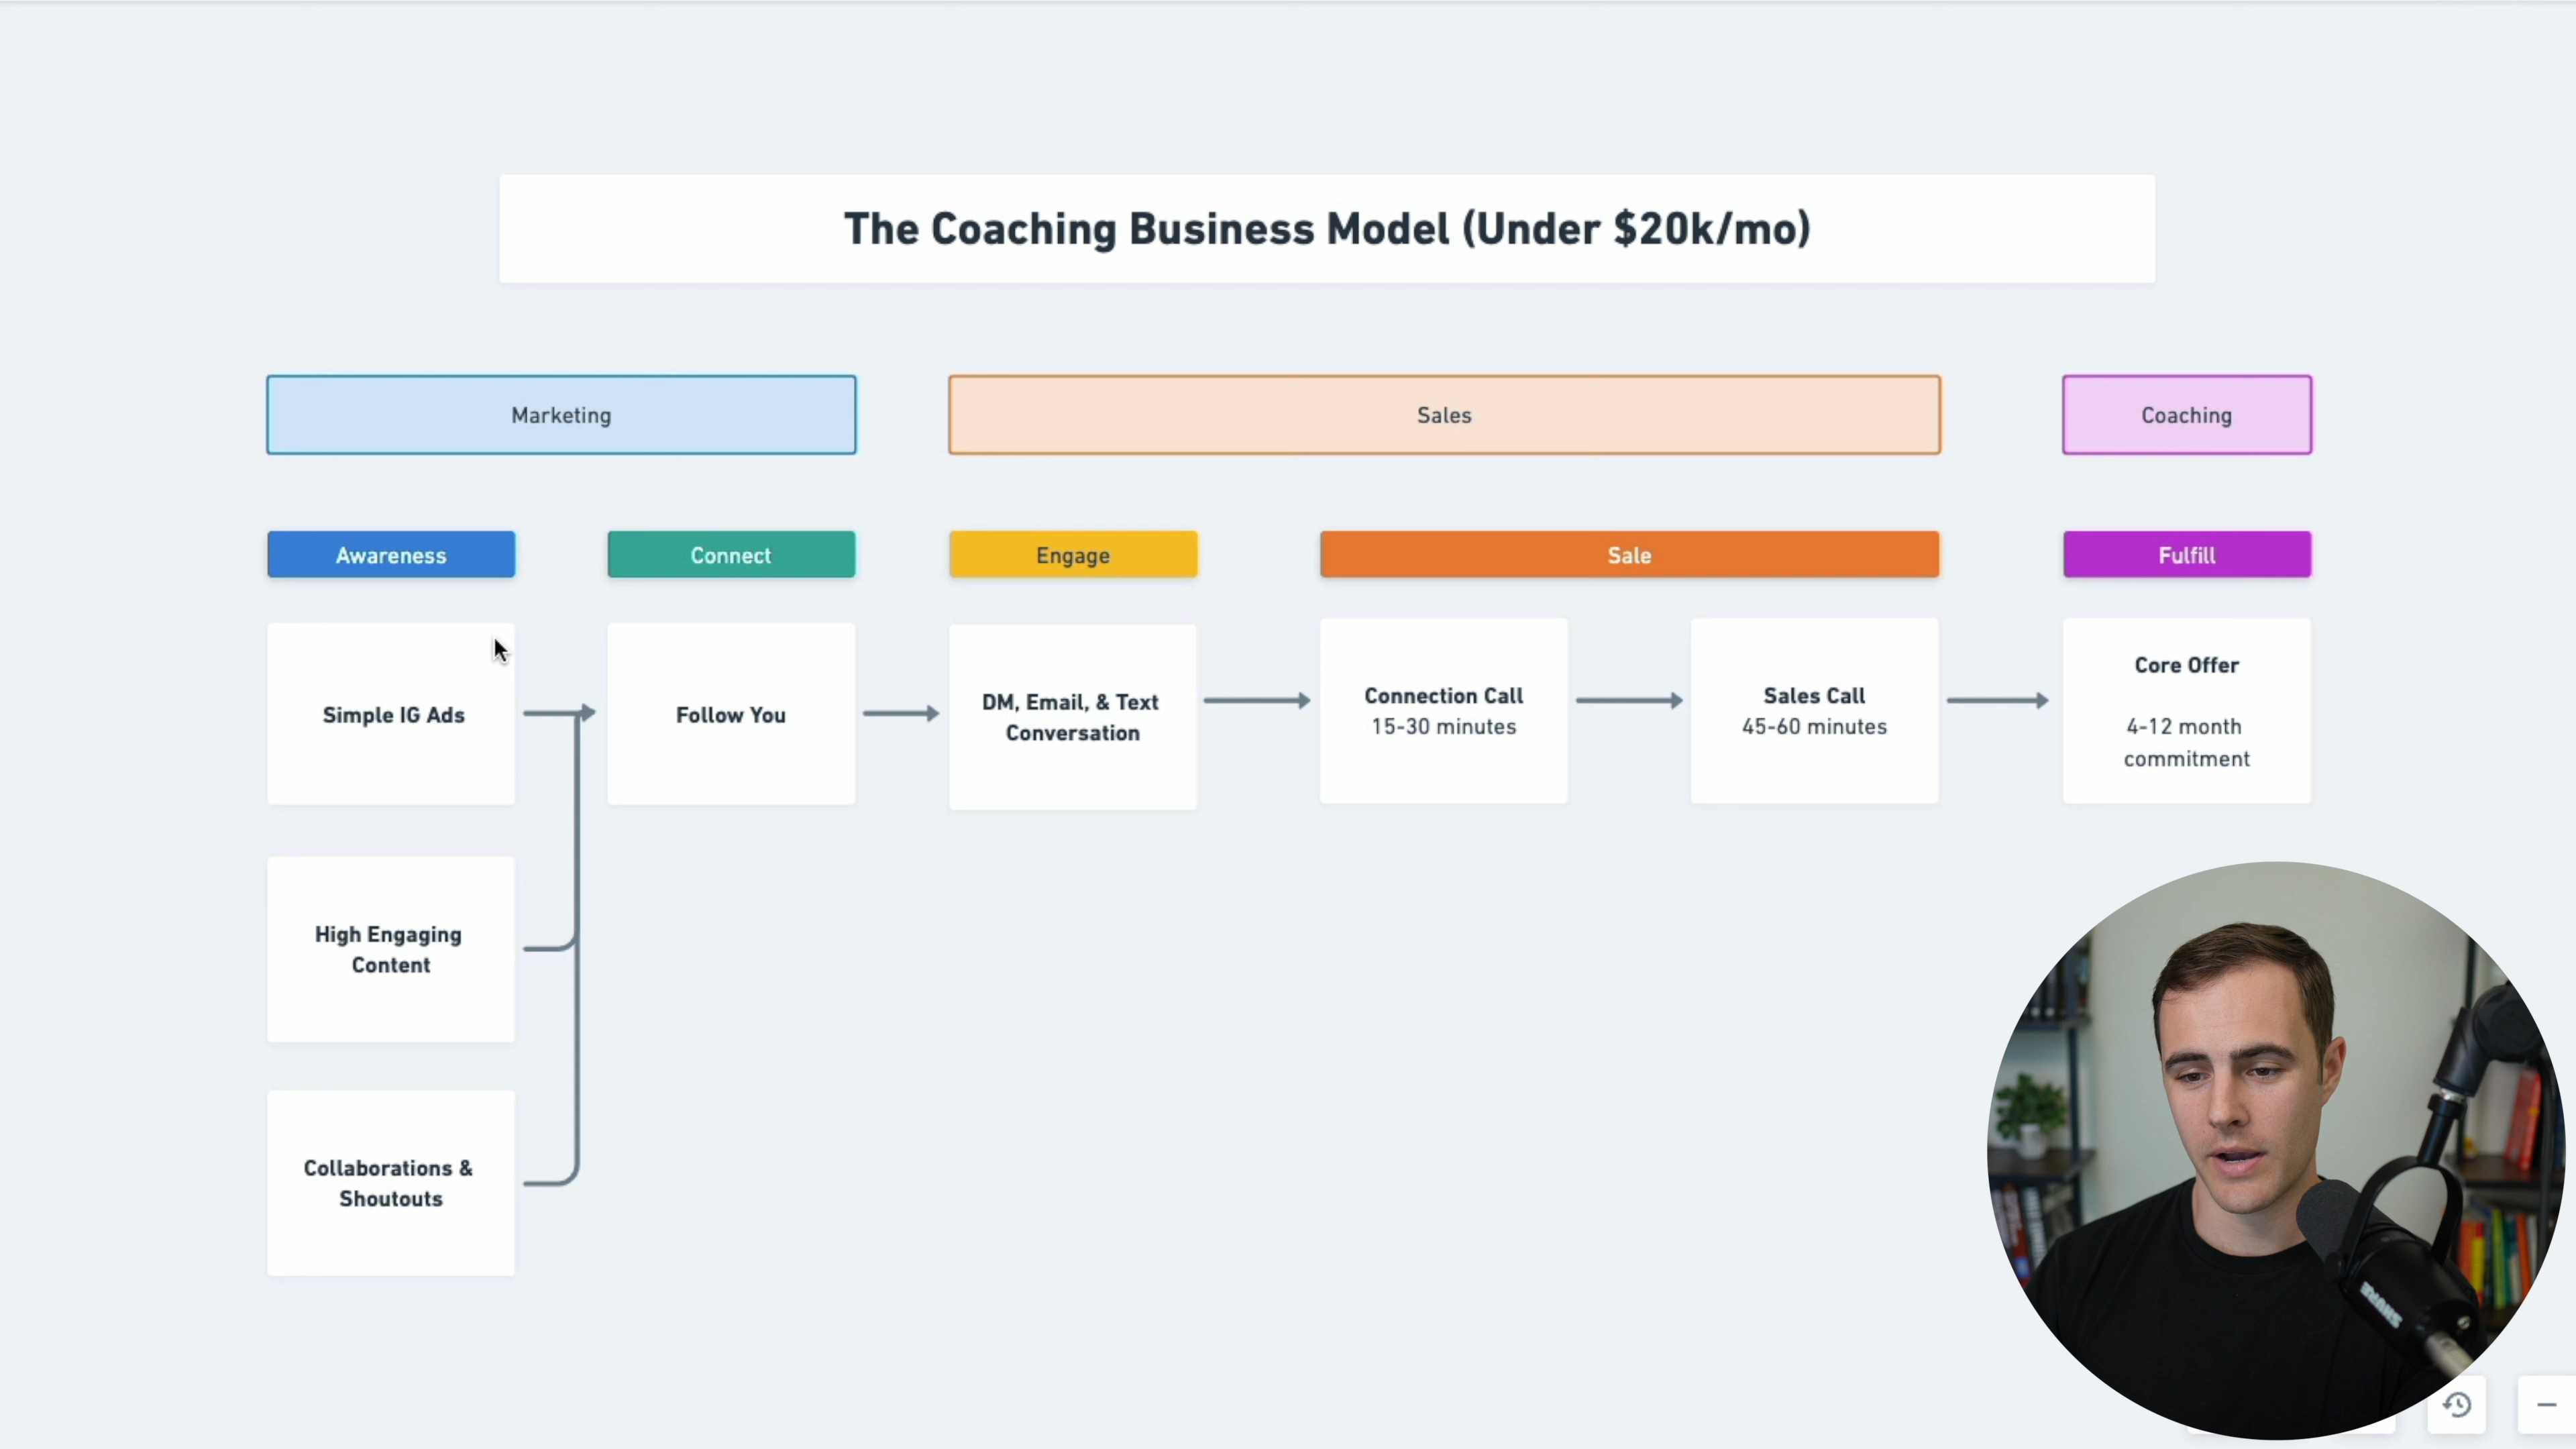 The Coaching Business Model (Under $20k/mo)
Marketing
Sales
Coaching
Awareness
Connect
Engage
Sale
Fulfill
Simple IG Ads
Follow You
DM, Email, & Text
Conversation
Connection Call
15-30 minutes
Sales Call
45-60 minutes
Core Offer
4-12 month
commitment
High Engaging
Content
Collaborations &
Shoutouts
SHURE